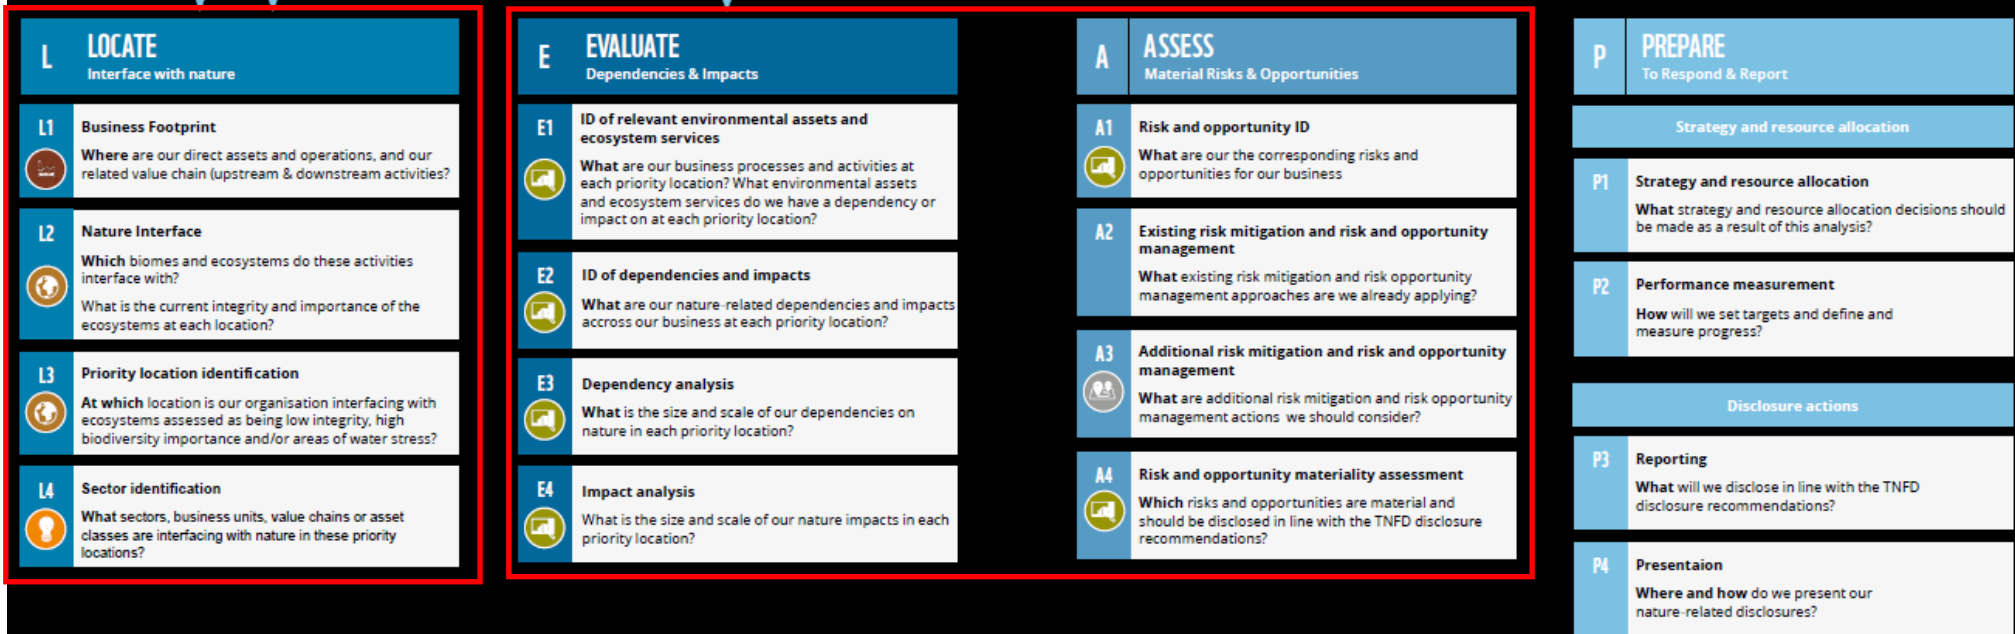 L
LOCATE
Interface with nature
L1
Business Footprint
Where are our direct assets and operations, and our
related value chain (upstream & downstream activities?
L2
Nature Interface
Which biomes and ecosystems do these activities
interface with?
What is the current integrity and importance of the
ecosystems at each location?
L3
Priority location identification
At which location is our organisation interfacing with
ecosystems assessed as being low integrity, high
biodiversity importance and/or areas of water stress?
L4
Sector identification
What sectors, business units, value chains or asset
classes are interfacing with nature in these priority
locations?
E
EVALUATE
Dependencies & Impacts
E1
ID of relevant environmental assets and
ecosystem services
What are our business processes and activities at
each priority location? What environmental assets
and ecosystem services do we have a dependency or
impact on at each priority location?
E2
ID of dependencies and impacts
What are our nature-related dependencies and impacts
accross our business at each priority location?
E3
Dependency analysis
What is the size and scale of our dependencies on
nature in each priority location?
E4
Impact analysis
What is the size and scale of our nature impacts in each
priority location?
A
ASSESS
Material Risks & Opportunities
A1
Risk and opportunity ID
What are our the corresponding risks and
opportunities for our business
A2
Existing risk mitigation and risk and opportunity
management
What existing risk mitigation and risk opportunity
management approaches are we already applying?
A3
Additional risk mitigation and risk and opportunity
management
What are additional risk mitigation and risk opportunity
management actions we should consider?
A4
Risk and opportunity materiality assessment
Which risks and opportunities are material and
should be disclosed in line with the TNFD disclosure
recommendations?
P
PREPARE
To Respond & Report
Strategy and resource allocation
P1
Strategy and resource allocation
What strategy and resource allocation decisions should
be made as a result of this analysis?
P2
Performance measurement
How will we set targets and define and
measure progress?
Disclosure actions
P3
Reporting
What will we disclose in line with the TNFD
disclosure recommendations?
P4
Presentaion
Where and how do we present our
nature-related disclosures?